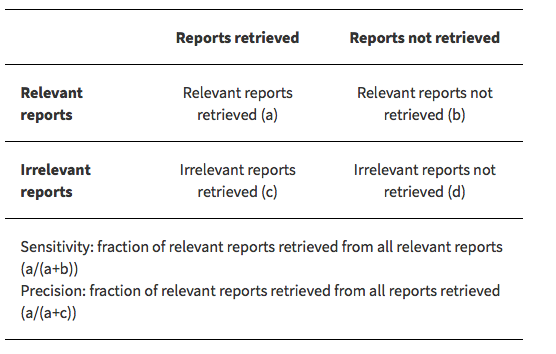 Reports retrieved Reports not retrieved
Relevant Relevant reports Relevant reports not
reports retrieved (a) retrieved (b)
Irrelevant Irrelevant reports Irrelevant reports not
reports retrieved (c) retrieved (d)
Sensitivity: fraction of relevant reports retrieved from all relevant reports
(a/(a+b))
Precision: fraction of relevant reports retrieved from all reports retrieved
(a/(a+c))